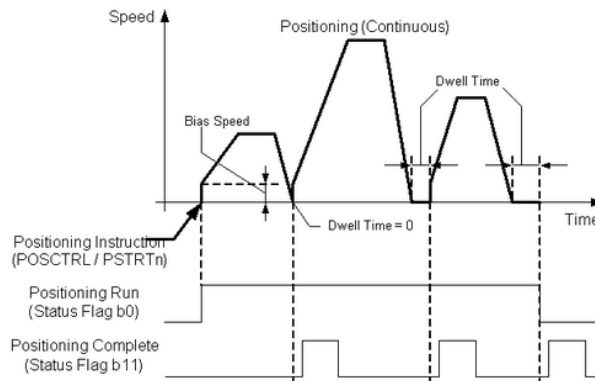 Speed
Positioning (Continuous)
Dwell Time
Bias Speed
Time
Dwell Time = 0
Positioning Instruction
(POSCTRL / PSTRTn)
Positioning Run
(Status Flag b0)
Positioning Complete
(Status Flag b11)